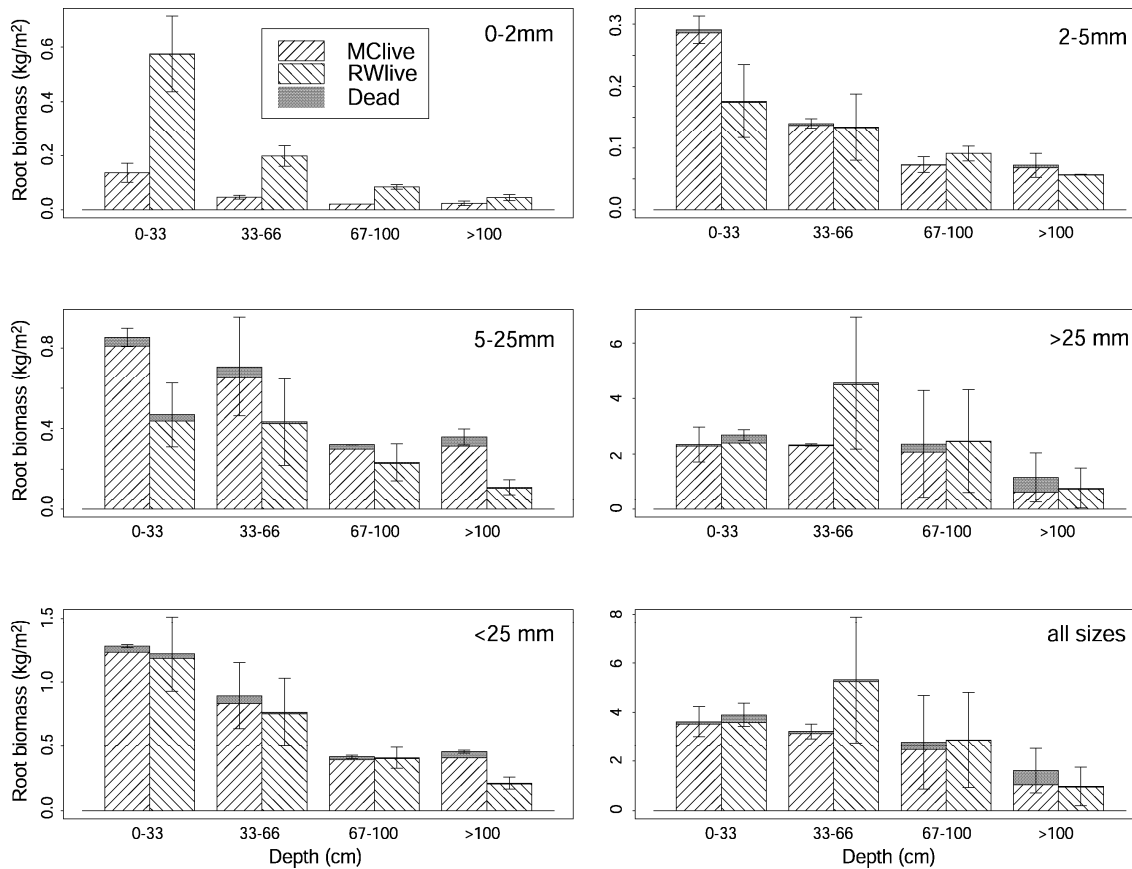 Root biomass (kg/m²)
0.0 0.2 0.4 0.6
0-2mm
MClive
RWlive
Dead
0-33 33-66 67-100 >100
0.0 0.1 0.2 0.3
2-5mm
0-33 33-66 67-100 >100
Root biomass (kg/m²)
0.0 0.4 0.8
5-25mm
0-33 33-66 67-100 >100
0 2 4 6
>25 mm
0-33 33-66 67-100 >100
Root biomass (kg/m²)
0.0 0.5 1.0 1.5
<25 mm
0-33 33-66 67-100 >100
Depth (cm)
0 2 4 6 8
all sizes
0-33 33-66 67-100 >100
Depth (cm)